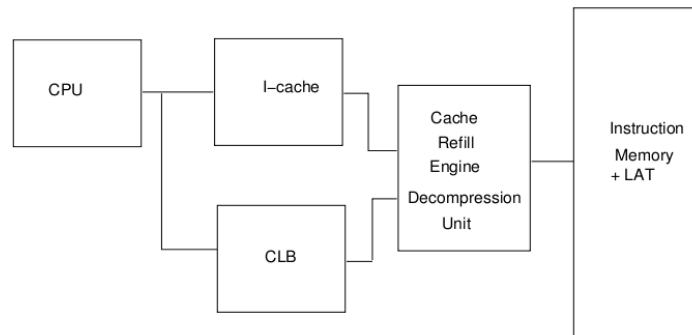 CPU
I-cache
CLB
Cache
Refill
Engine
Decompression
Unit
Instruction
Memory
+ LAT